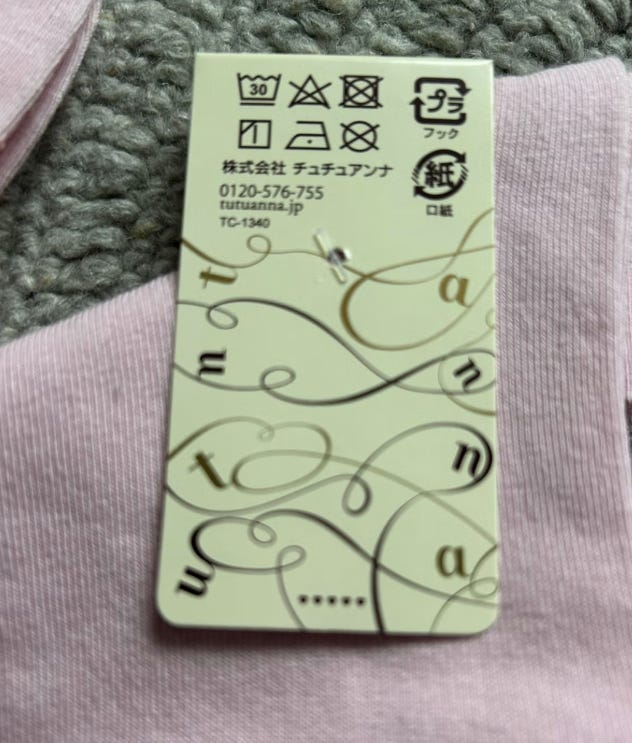 30
プラ
フック
紙
口紙
株式会社 チュチュアンナ
0120-576-755
tutuanna.jp
TC-1340
t a
u n
t n
u a